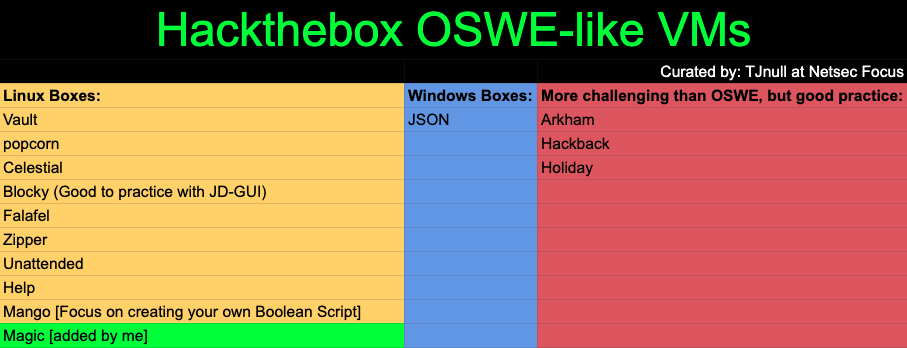 Hackthebox OSWE-like VMs
Curated by: TJnull at Netsec Focus
Linux Boxes: Windows Boxes: More challenging than OSWE, but good practice:
Vault JSON Arkham
popcorn Hackback
Celestial Holiday
Blocky (Good to practice with JD-GUI)
Falafel
Zipper
Unattended
Help
Mango [Focus on creating your own Boolean Script]
Magic [added by me]